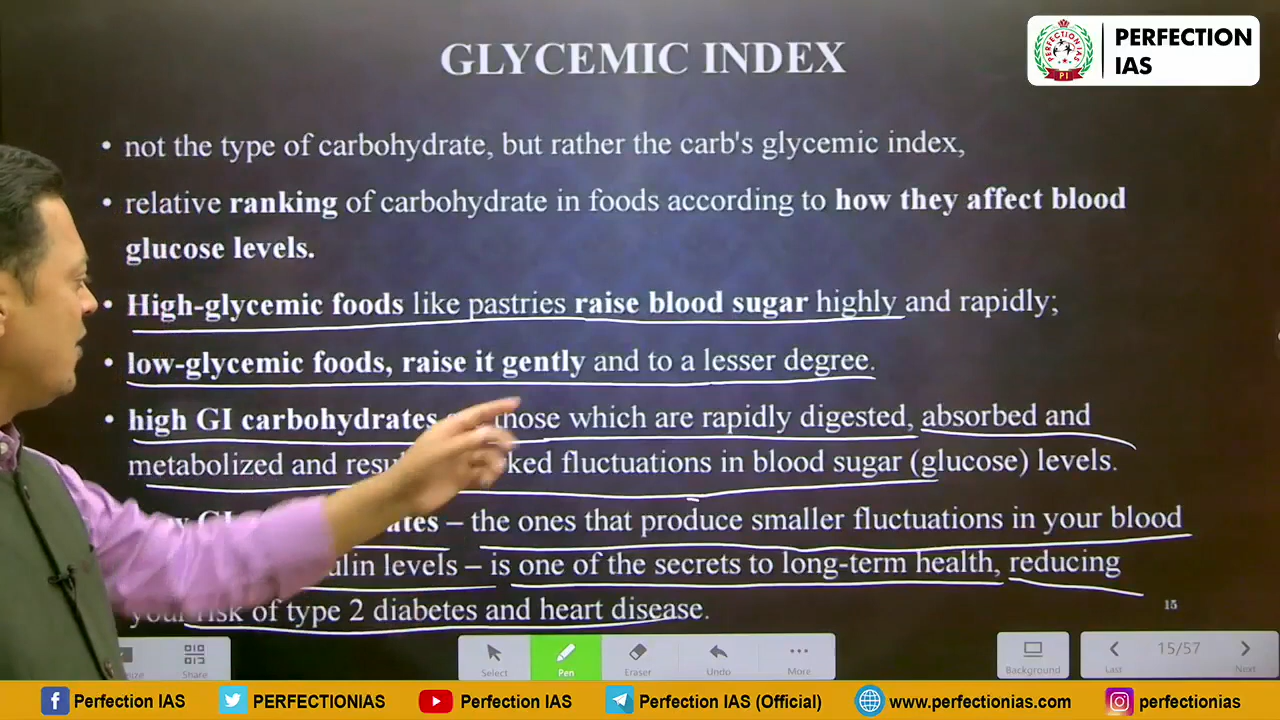 GLYCEMIC INDEX
PERFECTION
IAS
PERFECTION IAS
PI
• not the type of carbohydrate, but rather the carb's glycemic index,
• relative ranking of carbohydrate in foods according to how they affect blood
glucose levels.
• High-glycemic foods like pastries raise blood sugar highly and rapidly;
• low-glycemic foods, raise it gently and to a lesser degree.
• high GI carbohydrates those which are rapidly digested, absorbed and
metabolized and fluctuations in blood sugar (glucose) levels.
– the ones that produce smaller fluctuations in your blood
levels – is one of the secrets to long-term health, reducing
your risk of type 2 diabetes and heart disease.
15
Share
Select
Pen
Eraser
Undo
More
Background
Last
15/57
Next
Perfection IAS
PERFECTIONIAS
Perfection IAS
Perfection IAS (Official)
www.perfectionias.com
perfectionias